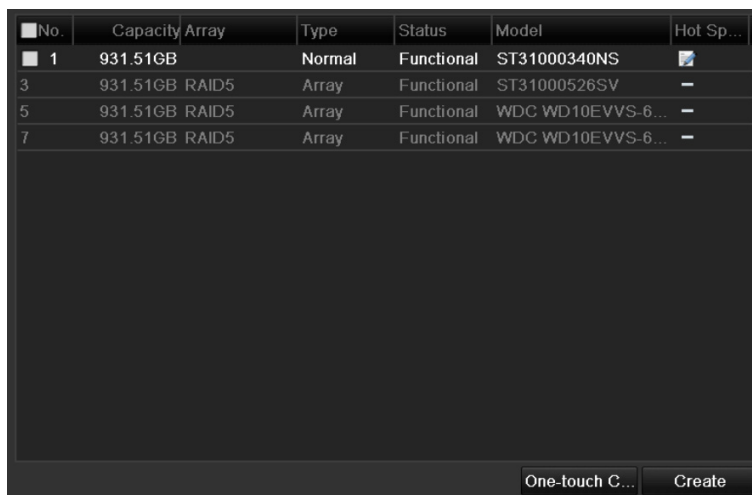 No. Capacity Array Type Status Model Hot Sp...
1 931.51GB Normal Functional ST31000340NS
3 931.51GB RAID5 Array Functional ST31000526SV –
5 931.51GB RAID5 Array Functional WDC WD10EVVS-6... –
7 931.51GB RAID5 Array Functional WDC WD10EVVS-6... –
One-touch C... Create